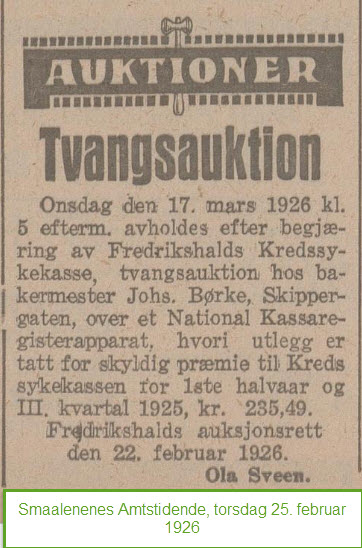 AUKTIONER
Tvangsauktion
Onsdag den 17. mars 1926 kl.
5 efterm. avholdes efter begjæ-
ring av Fredrikshalds Kredssy-
kekasse, tvangsauktion hos ba-
kermester Johs. Børke, Skipper-
gaten, over et National Kassare-
gisterapparat, hvori utlegg er
tatt for skyldig præmie til Kreds
sykekassen for 1ste halvaar og
III. kvartal 1925, kr. 235,49.
Fredrikshalds auksjonsrett
den 22. februar 1926.
Ola Sveen.
Smaalenenes Amtstidende, torsdag 25. februar
1926